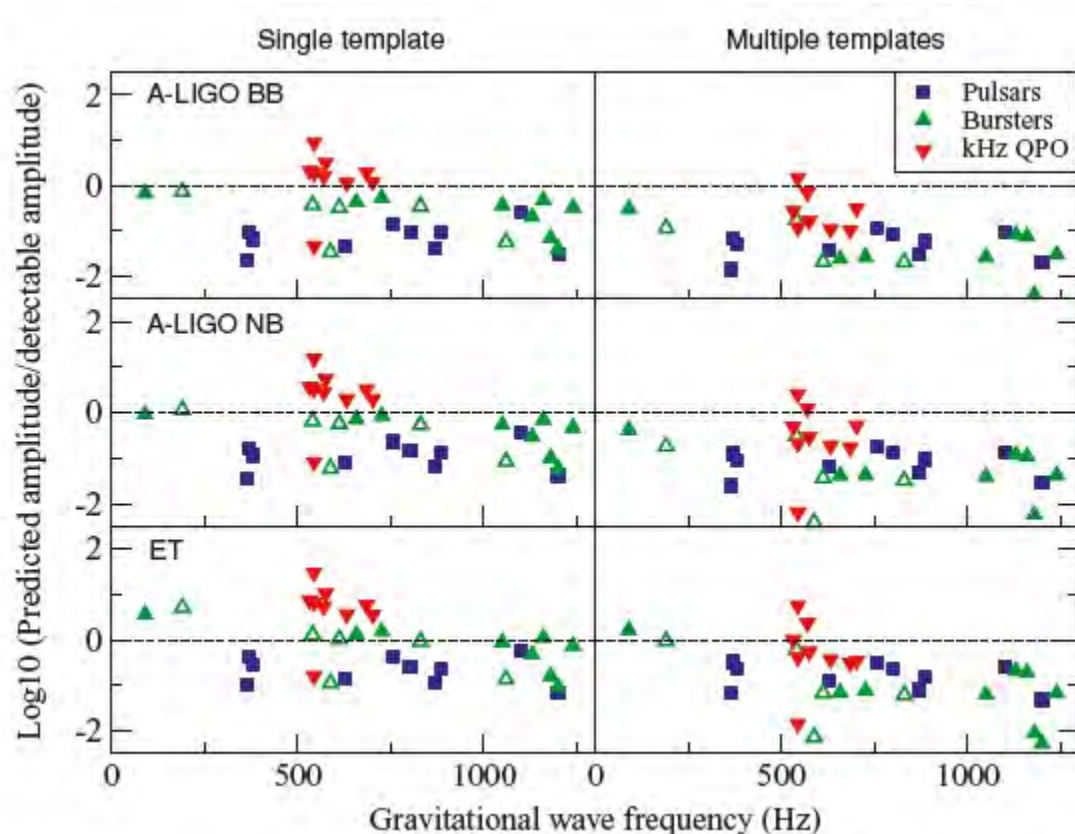 Single template
Multiple templates
Log10 (Predicted amplitude/detectable amplitude)
A-LIGO BB
2
0
-2
Pulsars
Bursters
kHz QPO
A-LIGO NB
2
0
-2
ET
2
0
-2
0
500
1000
0
500
1000
Gravitational wave frequency (Hz)